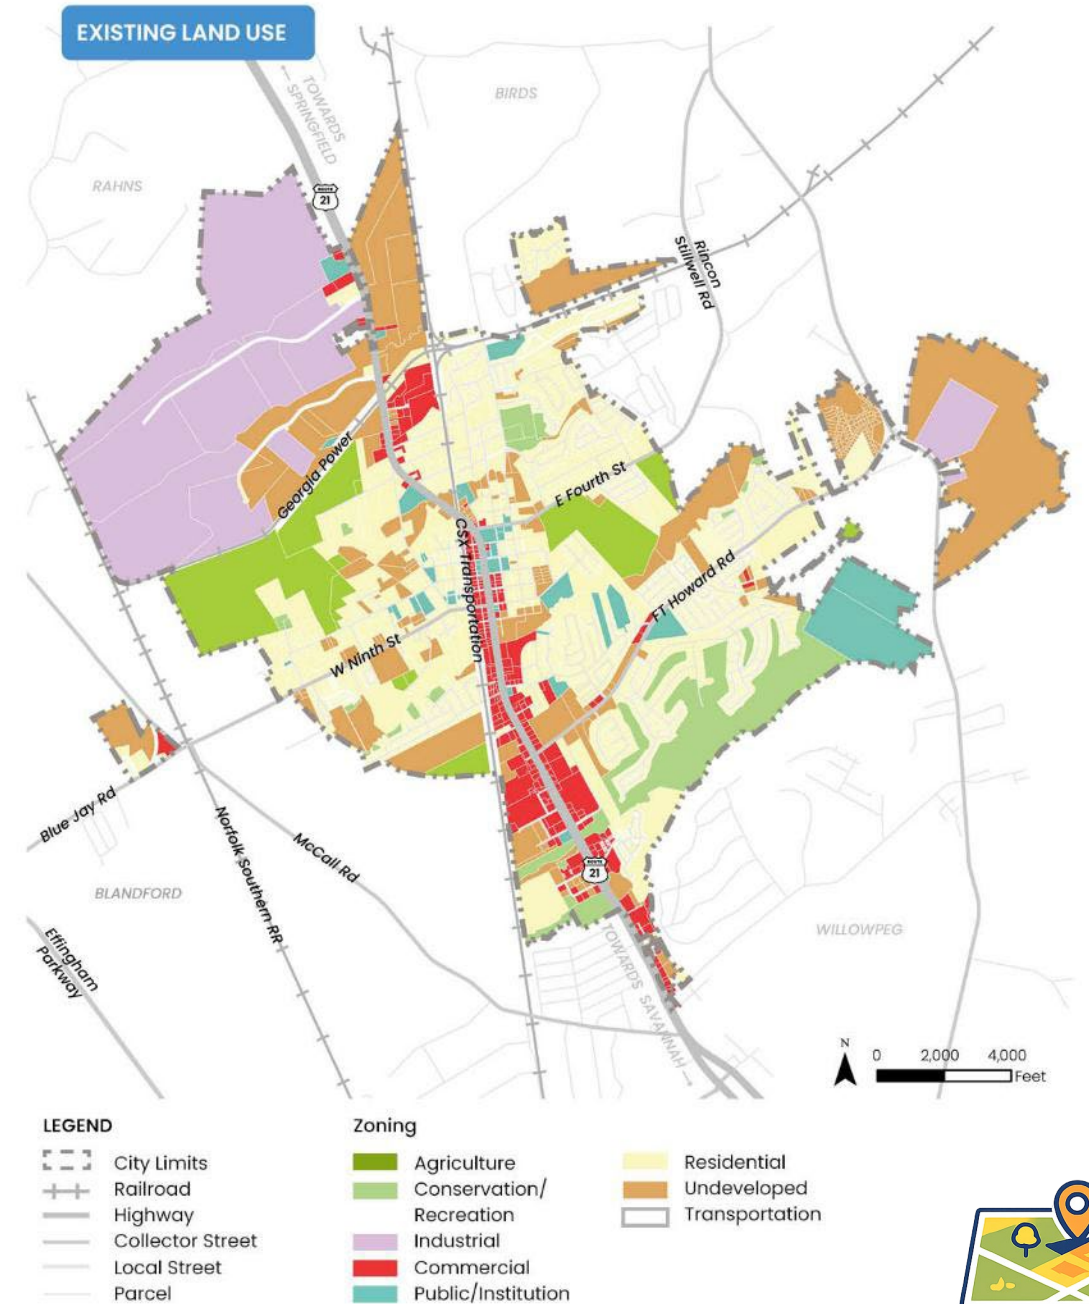 EXISTING LAND USE
TOWARDS
SPRINGFIELD
BIRDS
RAHNS
ROUTE
21
Rincon
Stillwell Rd
Georgia Power
E Fourth St
CSX Transportation
FT Howard Rd
W Ninth St
Blue Jay Rd
Norfolk Southern RR
McCall Rd
ROUTE
21
BLANDFORD
WILLOWPEG
Effingham
Parkway
TOWARDS SAVANNAH
N
0 2,000 4,000
Feet
LEGEND
City Limits
Railroad
Highway
Collector Street
Local Street
Parcel
Zoning
Agriculture
Conservation/
Recreation
Industrial
Commercial
Public/Institution
Residential
Undeveloped
Transportation